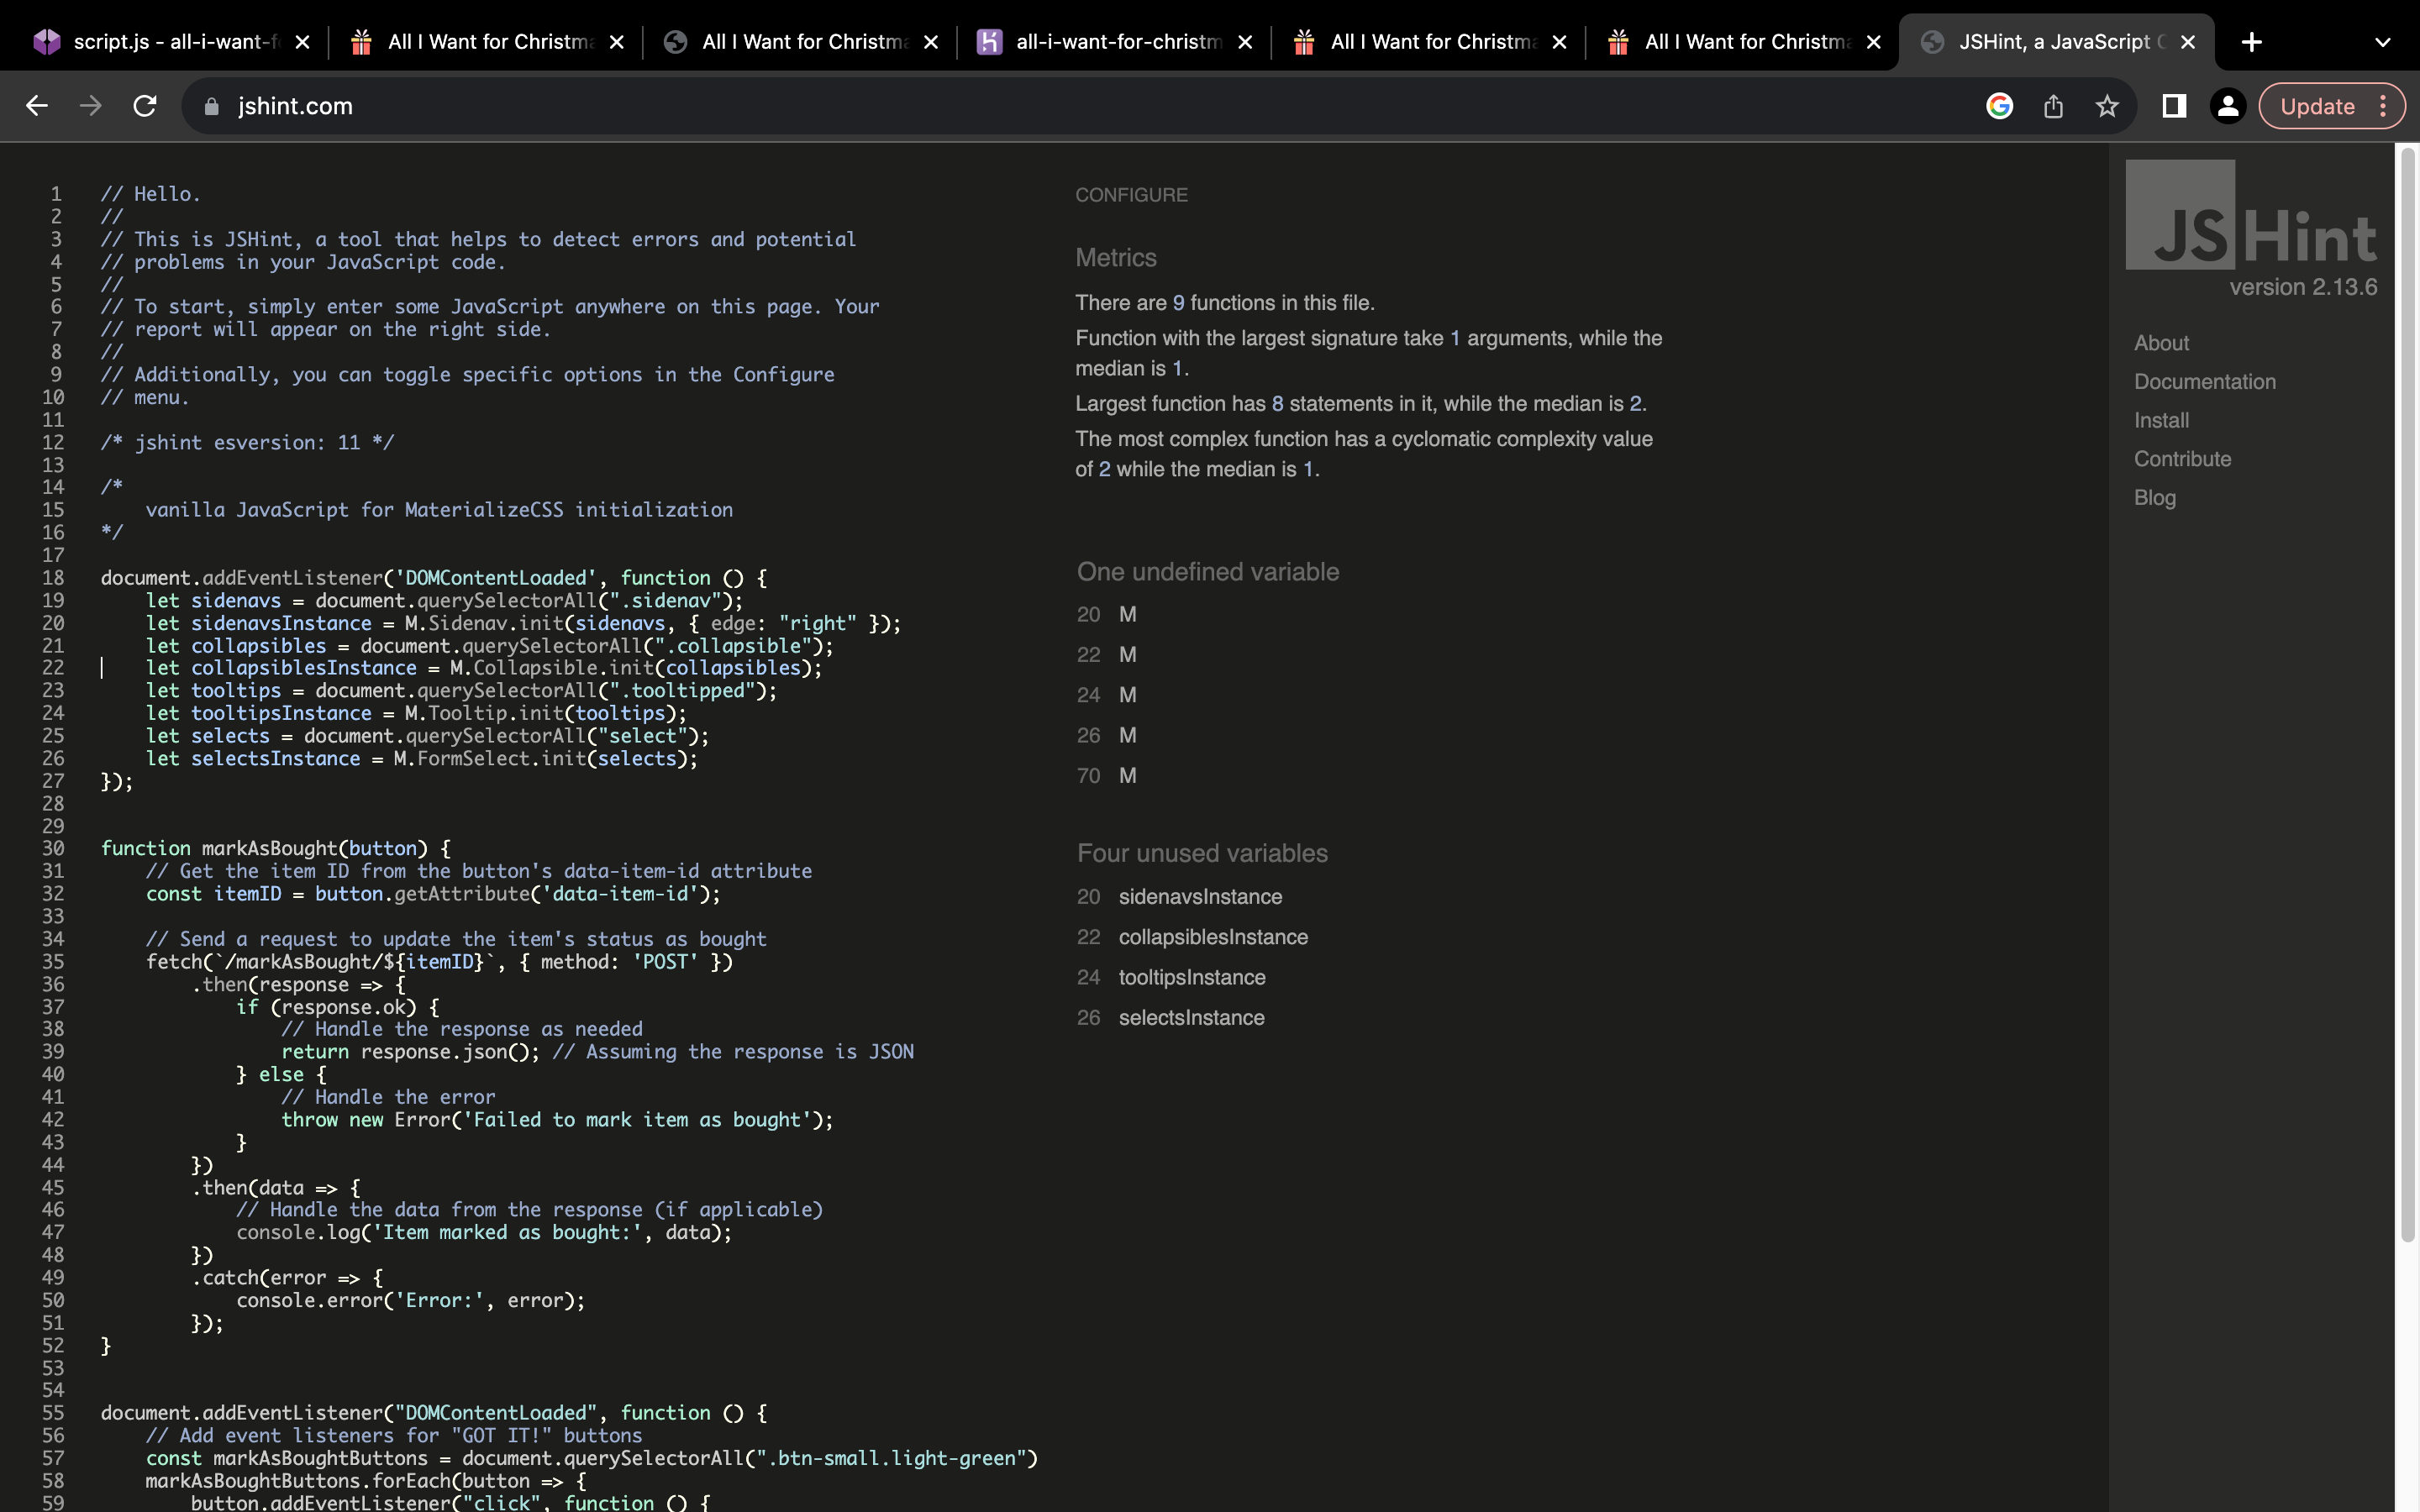 script.js - all-i-want-f
All I Want for Christma
All I Want for Christma
all-i-want-for-christm
All I Want for Christma
All I Want for Christma
JSHint, a JavaScript C
jshint.com
Update
1 // Hello.
2 //
3 // This is JSHint, a tool that helps to detect errors and potential
4 // problems in your JavaScript code.
5 //
6 // To start, simply enter some JavaScript anywhere on this page. Your
7 // report will appear on the right side.
8 //
9 // Additionally, you can toggle specific options in the Configure
10 // menu.
11
12 /* jshint esversion: 11 */
13
14 /*
15 vanilla JavaScript for MaterializeCSS initialization
16 */
17
18 document.addEventListener('DOMContentLoaded', function () {
19 let sidenavs = document.querySelectorAll(".sidenav");
20 let sidenavsInstance = M.Sidenav.init(sidenavs, { edge: "right" });
21 let collapsibles = document.querySelectorAll(".collapsible");
22 let collapsiblesInstance = M.Collapsible.init(collapsibles);
23 let tooltips = document.querySelectorAll(".tooltipped");
24 let tooltipsInstance = M.Tooltip.init(tooltips);
25 let selects = document.querySelectorAll("select");
26 let selectsInstance = M.FormSelect.init(selects);
27 });
28
29
30 function markAsBought(button) {
31 // Get the item ID from the button's data-item-id attribute
32 const itemID = button.getAttribute('data-item-id');
33
34 // Send a request to update the item's status as bought
35 fetch(`/markAsBought/${itemID}`, { method: 'POST' })
36 .then(response => {
37 if (response.ok) {
38 // Handle the response as needed
39 return response.json(); // Assuming the response is JSON
40 } else {
41 // Handle the error
42 throw new Error('Failed to mark item as bought');
43 }
44 })
45 .then(data => {
46 // Handle the data from the response (if applicable)
47 console.log('Item marked as bought:', data);
48 })
49 .catch(error => {
50 console.error('Error:', error);
51 });
52 }
53
54
55 document.addEventListener("DOMContentLoaded", function () {
56 // Add event listeners for "GOT IT!" buttons
57 const markAsBoughtButtons = document.querySelectorAll(".btn-small.light-green")
58 markAsBoughtButtons.forEach(button => {
59 button.addEventListener("click", function () {
CONFIGURE
Metrics
There are 9 functions in this file.
Function with the largest signature take 1 arguments, while the
median is 1.
Largest function has 8 statements in it, while the median is 2.
The most complex function has a cyclomatic complexity value
of 2 while the median is 1.
One undefined variable
20 M
22 M
24 M
26 M
70 M
Four unused variables
20 sidenavsInstance
22 collapsiblesInstance
24 tooltipsInstance
26 selectsInstance
JSHint
version 2.13.6
About
Documentation
Install
Contribute
Blog